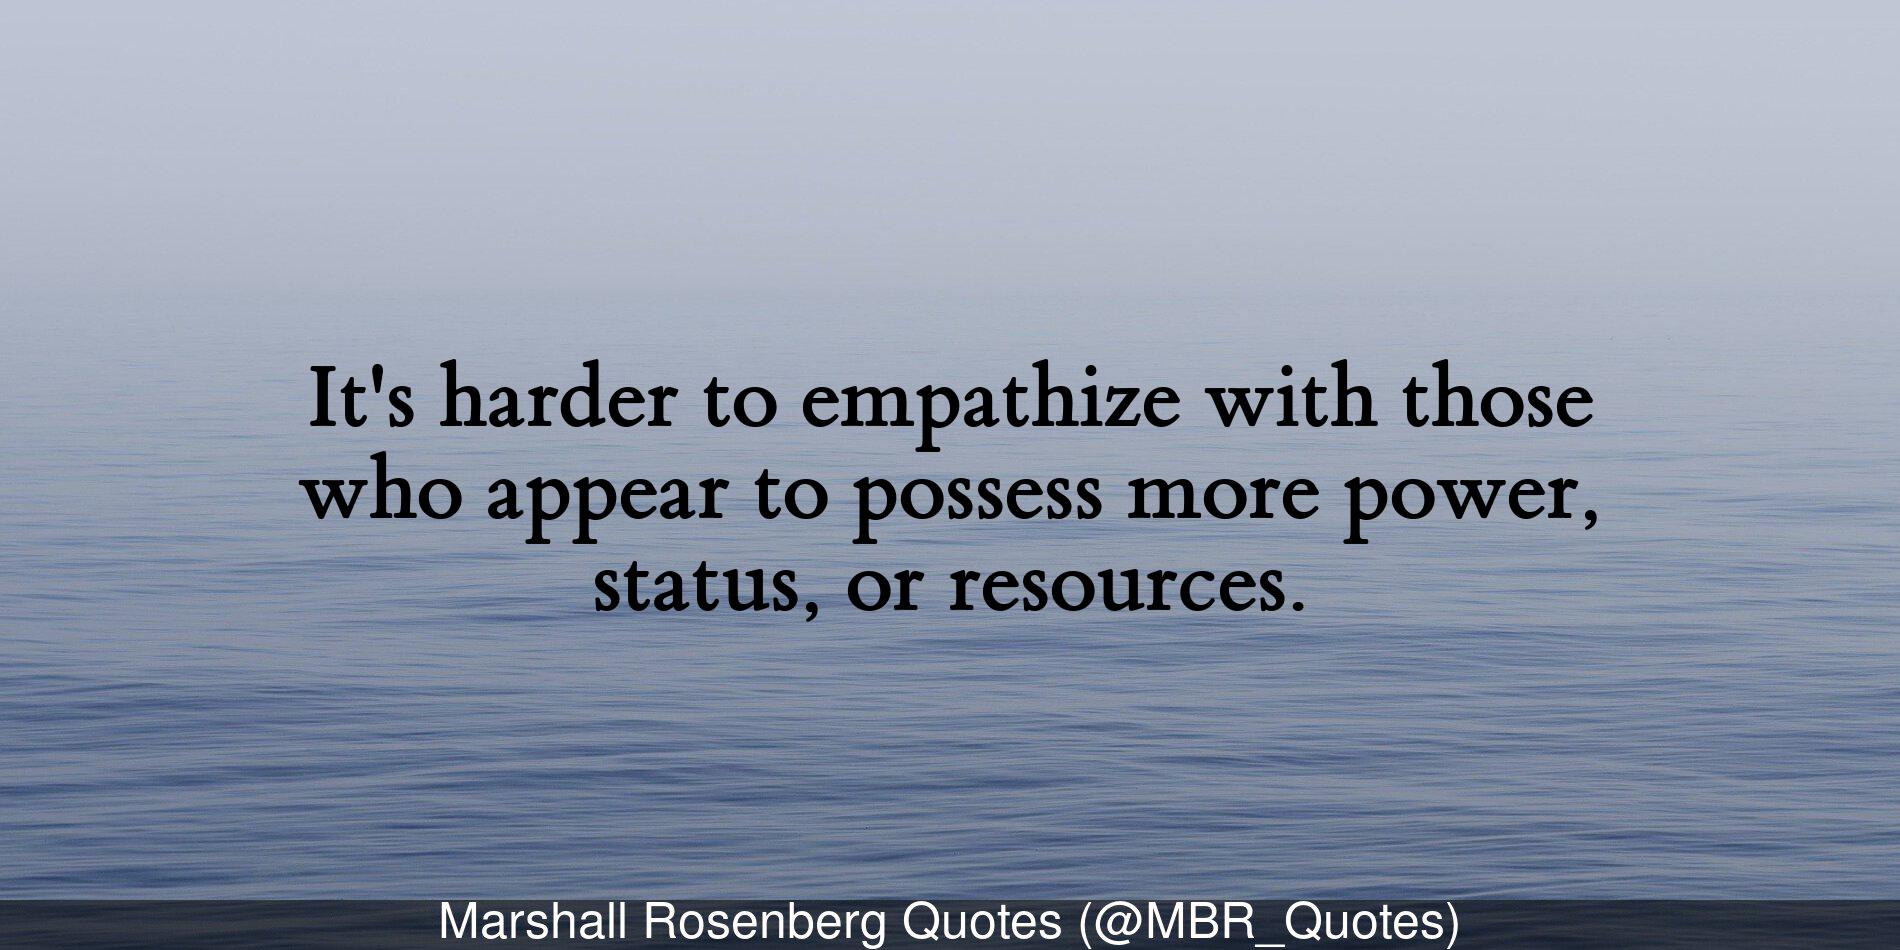 It's harder to empathize with those
who appear to possess more power,
status, or resources.
Marshall Rosenberg Quotes (@MBR_Quotes)